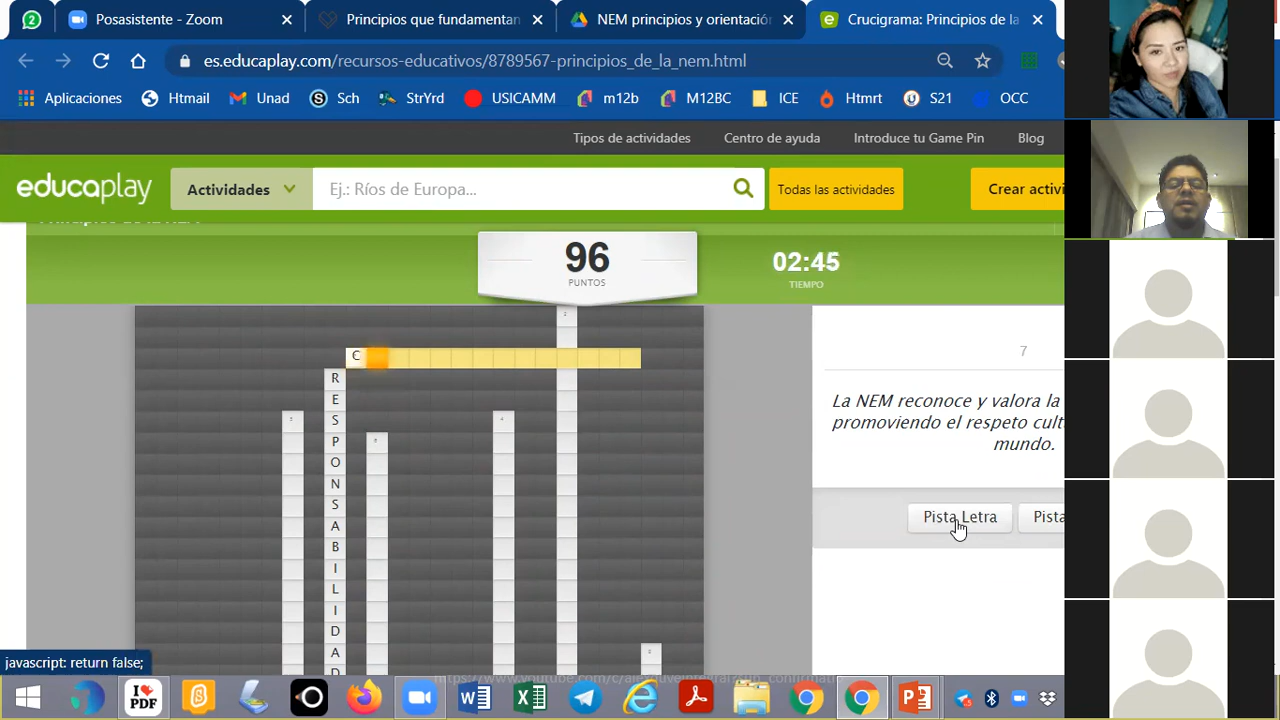 2
Posasistente - Zoom
Principios que fundamentan
NEM principios y orientación
Crucigrama: Principios de la
es.educaplay.com/recursos-educativos/8789567-principios_de_la_nem.html
Aplicaciones
Htmail
Unad
Sch
StrYrd
USICAMM
m12b
M12BC
ICE
Htmrt
S21
OCC
Tipos de actividades
Centro de ayuda
Introduce tu Game Pin
Blog
educaplay
Actividades
Ej.: Ríos de Europa...
Todas las actividades
Crear activi
96
PUNTOS
02:45
TIEMPO
C
R
E
S
P
O
N
S
A
B
I
L
I
D
A
D
7
La NEM reconoce y valora la
promoviendo el respeto cult
mundo.
Pista Letra
Pista
javascript: return false;
I
PDF